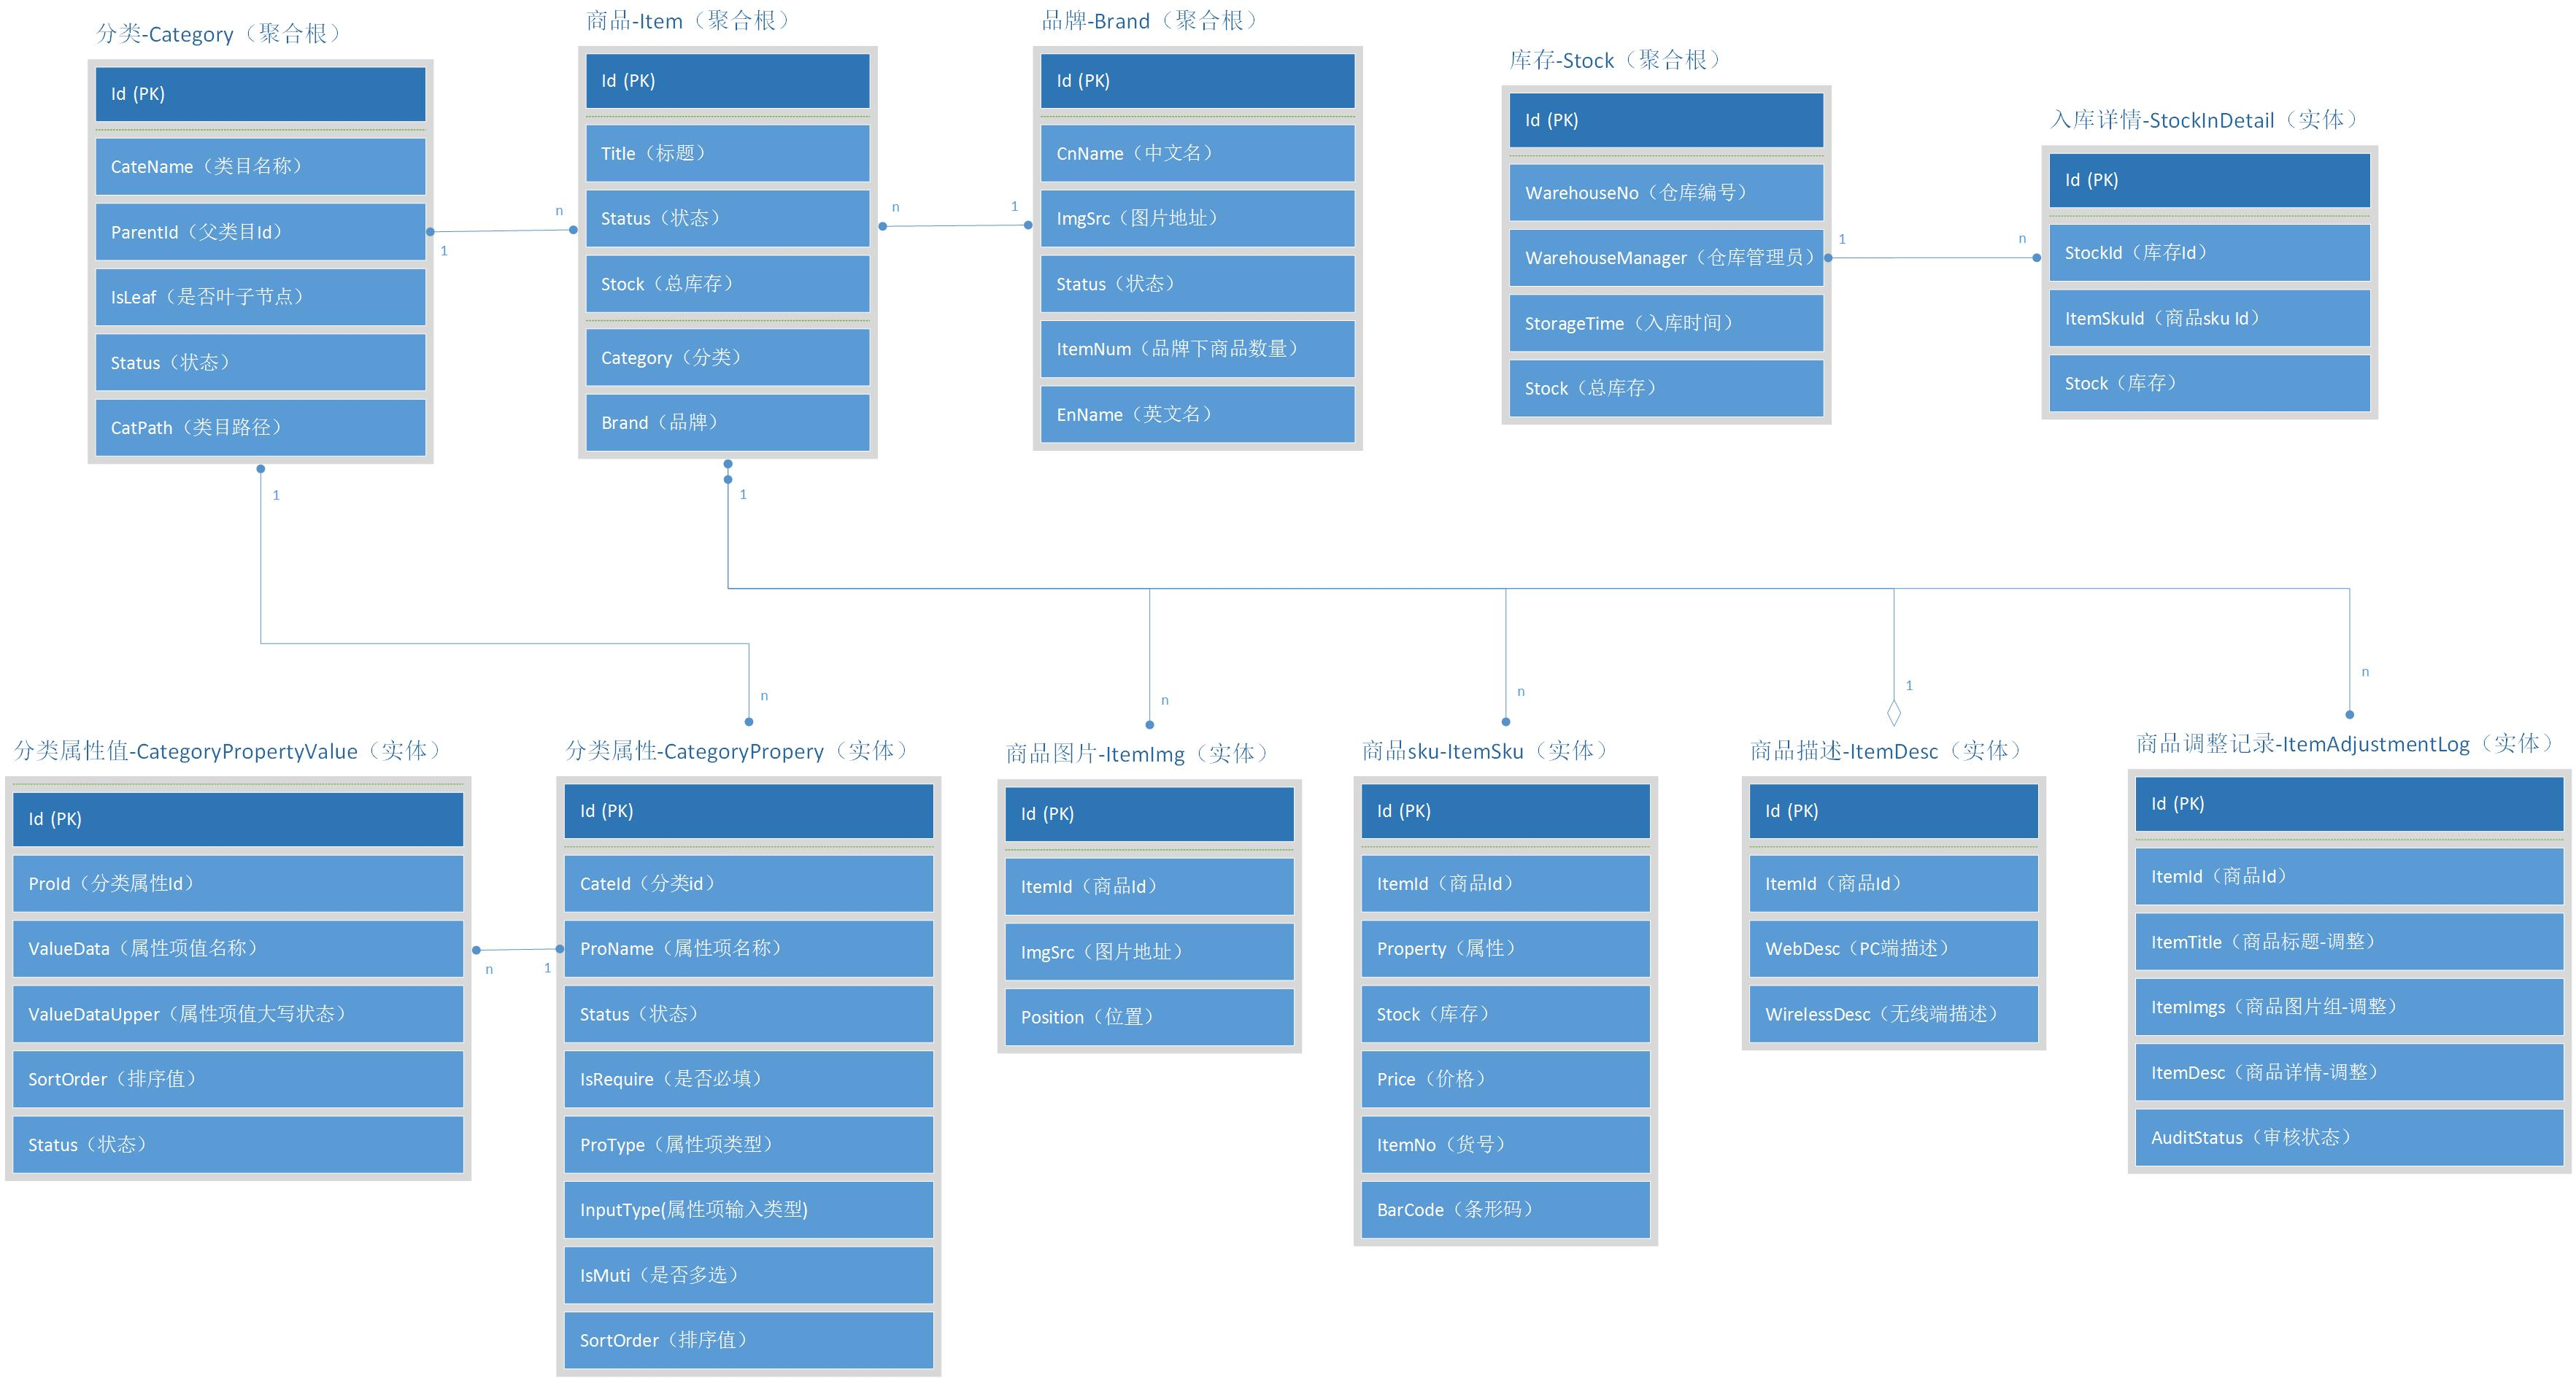 分类-Category（聚合根）
Id (PK)
CateName（类目名称）
ParentId（父类目Id）
IsLeaf（是否叶子节点）
Status（状态）
CatPath（类目路径）
1
n
商品-Item（聚合根）
Id (PK)
Title（标题）
Status（状态）
Stock（总库存）
Category（分类）
Brand（品牌）
n
1
品牌-Brand（聚合根）
Id (PK)
CnName（中文名）
ImgSrc（图片地址）
Status（状态）
ItemNum（品牌下商品数量）
EnName（英文名）
库存-Stock（聚合根）
Id (PK)
WarehouseNo（仓库编号）
WarehouseManager（仓库管理员）
StorageTime（入库时间）
Stock（总库存）
1
n
入库详情-StockInDetail（实体）
Id (PK)
StockId（库存Id）
ItemSkuId（商品sku Id）
Stock（库存）
1
1
n
n
n
1
n
分类属性值-CategoryPropertyValue（实体）
Id (PK)
ProId（分类属性Id）
ValueData（属性项值名称）
ValueDataUpper（属性项值大写状态）
SortOrder（排序值）
Status（状态）
n
1
分类属性-CategoryPropery（实体）
Id (PK)
CateId（分类id）
ProName（属性项名称）
Status（状态）
IsRequire（是否必填）
ProType（属性项类型）
InputType(属性项输入类型)
IsMuti（是否多选）
SortOrder（排序值）
商品图片-ItemImg（实体）
Id (PK)
ItemId（商品Id）
ImgSrc（图片地址）
Position（位置）
商品sku-ItemSku（实体）
Id (PK)
ItemId（商品Id）
Property（属性）
Stock（库存）
Price（价格）
ItemNo（货号）
BarCode（条形码）
商品描述-ItemDesc（实体）
Id (PK)
ItemId（商品Id）
WebDesc（PC端描述）
WirelessDesc（无线端描述）
商品调整记录-ItemAdjustmentLog（实体）
Id (PK)
ItemId（商品Id）
ItemTitle（商品标题-调整）
ItemImgs（商品图片组-调整）
ItemDesc（商品详情-调整）
AuditStatus（审核状态）